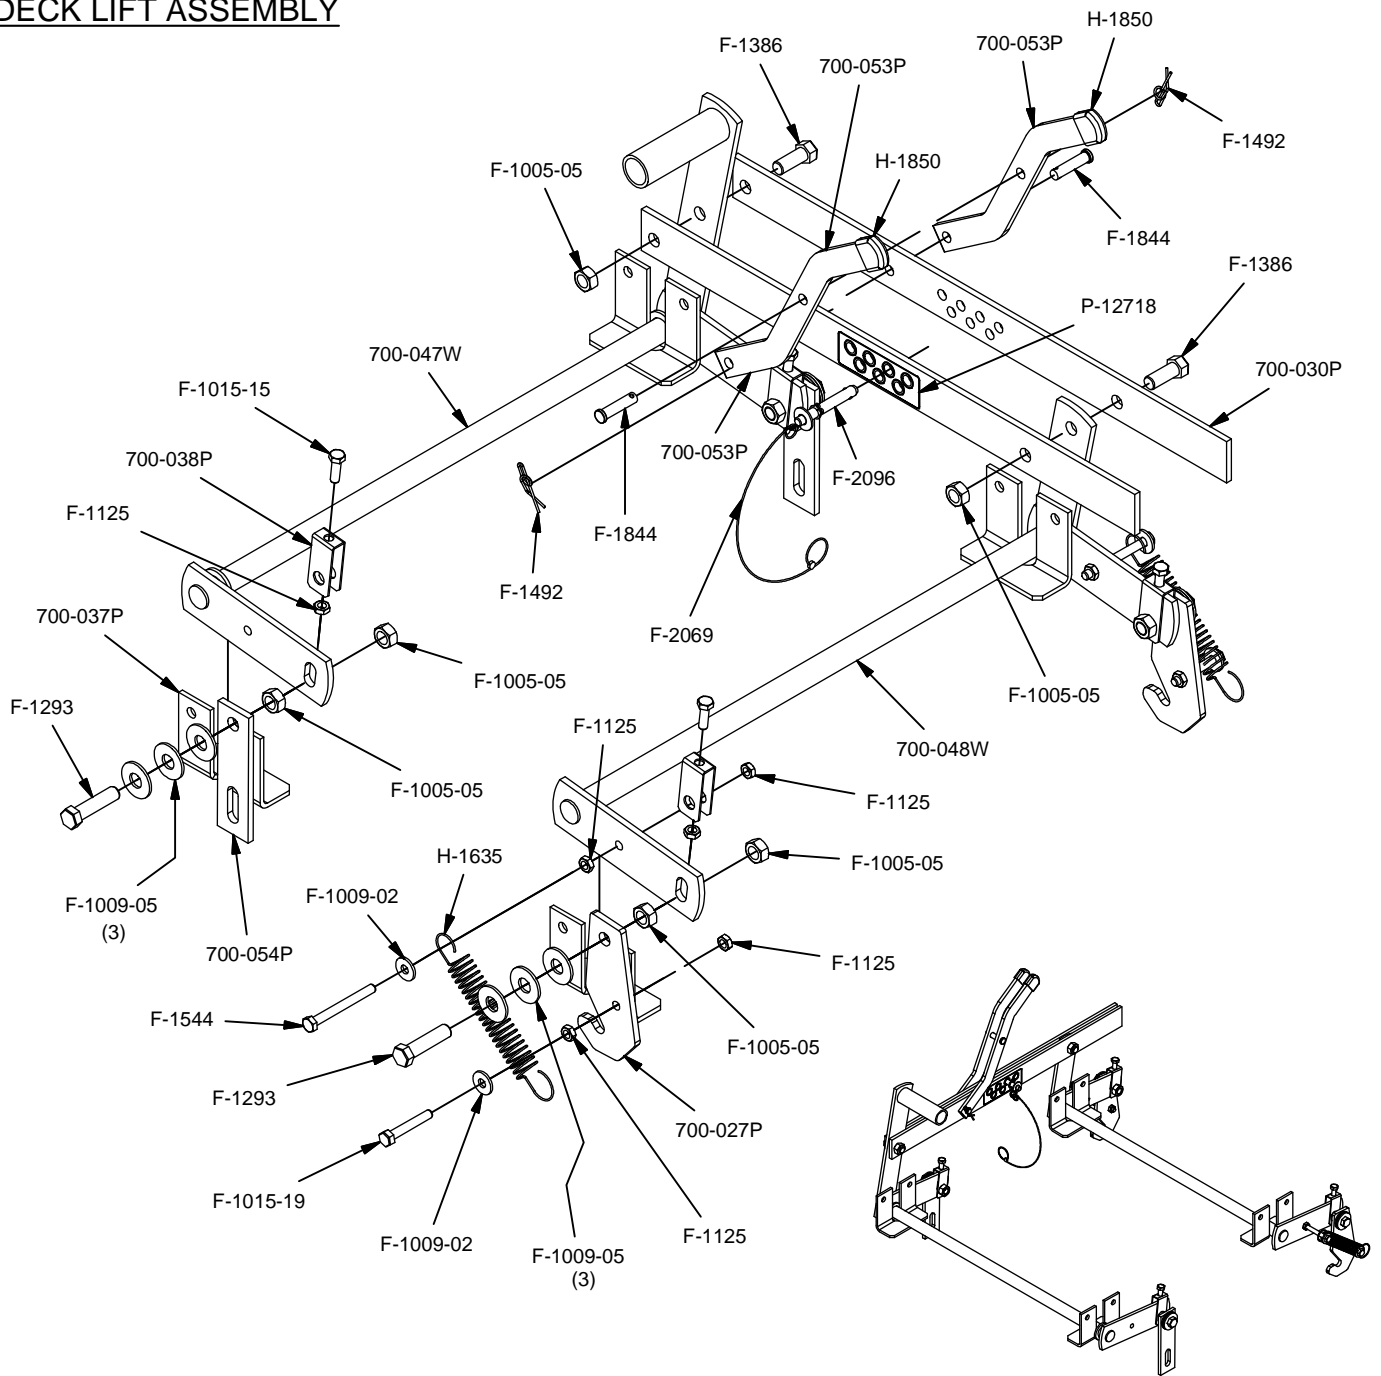 DECK LIFT ASSEMBLY
H-1850
700-053P
F-1386
700-053P
F-1492
H-1850
F-1005-05
F-1844
F-1386
P-12718
700-047W
700-030P
F-1015-15
700-038P
700-053P
F-2096
F-1125
F-1844
F-1492
700-037P
F-2069
F-1005-05
F-1005-05
F-1293
F-1125
700-048W
F-1005-05
F-1125
H-1635
F-1005-05
F-1009-02
F-1009-05
(3)
700-054P
F-1125
F-1544
F-1005-05
F-1293
700-027P
F-1015-19
F-1125
F-1009-02
F-1009-05
(3)